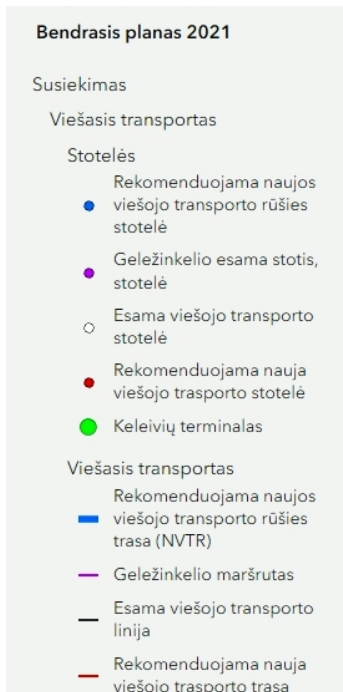 Bendrasis planas 2021
Susiekimas
Viešasis transportas
Stotelės
Rekomenduojama naujos
viešojo transporto rūšies
stotelė
Geležinkelio esama stotis,
stotelė
Esama viešojo transporto
stotelė
Rekomenduojama nauja
viešojo trasporto stotelė
Keleivių terminalas
Viešasis transportas
Rekomenduojama naujos
viešojo transporto rūšies
trasa (NVTR)
Geležinkelio maršrutas
Esama viešojo transporto
linija
Rekomenduojama nauja
viešojo trasporto trasa